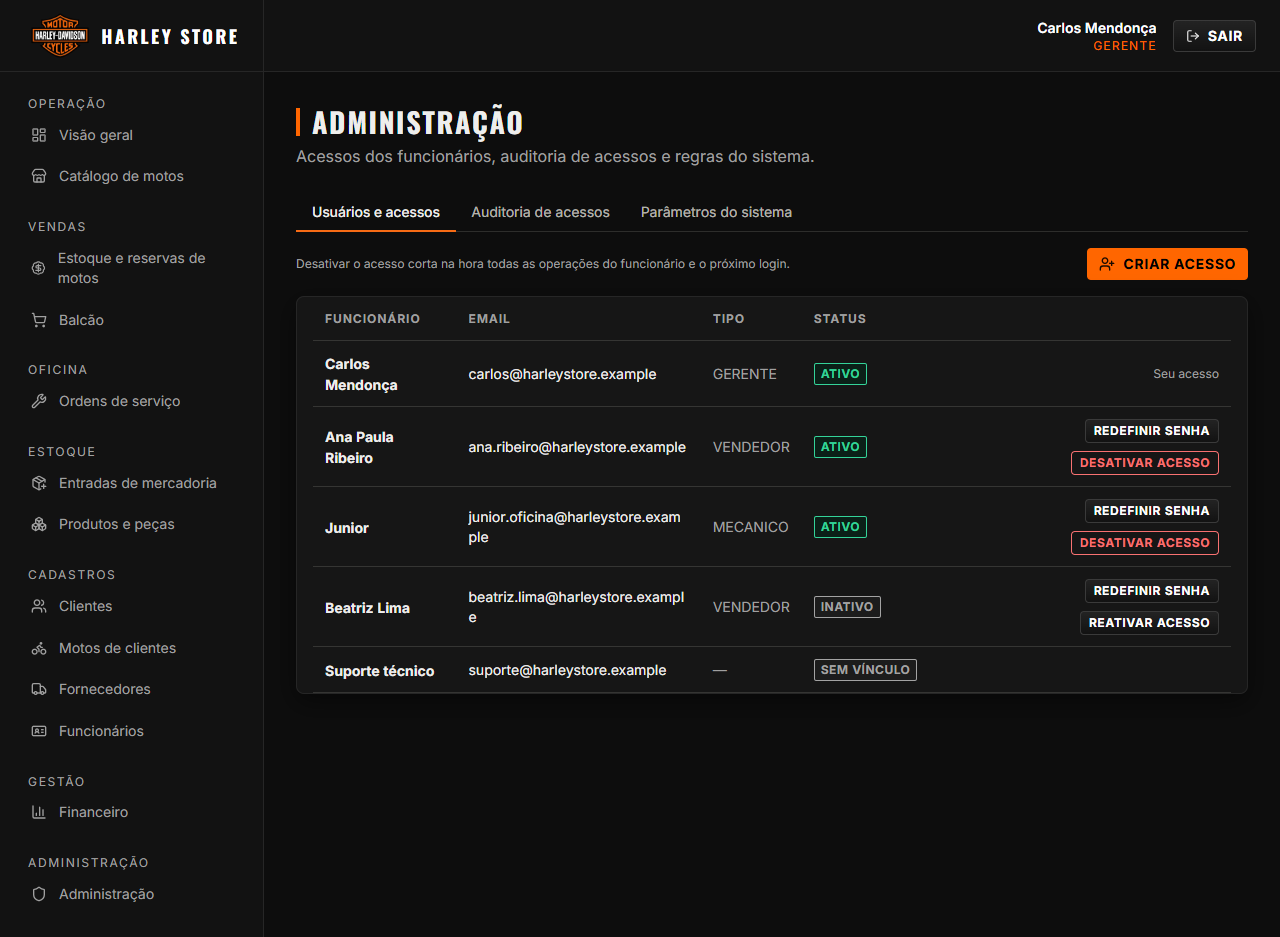 MOTOR
HARLEY-DAVIDSON
CYCLES
HARLEY STORE
Carlos Mendonça
GERENTE
SAIR
OPERAÇÃO
Visão geral
Catálogo de motos
VENDAS
Estoque e reservas de
motos
Balcão
OFICINA
Ordens de serviço
ESTOQUE
Entradas de mercadoria
Produtos e peças
CADASTROS
Clientes
Motos de clientes
Fornecedores
Funcionários
GESTÃO
Financeiro
ADMINISTRAÇÃO
Administração
ADMINISTRAÇÃO
Acessos dos funcionários, auditoria de acessos e regras do sistema.
Usuários e acessos Auditoria de acessos Parâmetros do sistema
Desativar o acesso corta na hora todas as operações do funcionário e o próximo login.
CRIAR ACESSO
FUNCIONÁRIO EMAIL TIPO STATUS
Carlos
Mendonça
carlos@harleystore.example
GERENTE
ATIVO
Seu acesso
Ana Paula
Ribeiro
ana.ribeiro@harleystore.example
VENDEDOR
ATIVO
REDEFINIR SENHA
DESATIVAR ACESSO
Junior
junior.oficina@harleystore.exam
ple
MECANICO
ATIVO
REDEFINIR SENHA
DESATIVAR ACESSO
Beatriz Lima
beatriz.lima@harleystore.exampl
e
VENDEDOR
INATIVO
REDEFINIR SENHA
REATIVAR ACESSO
Suporte técnico
suporte@harleystore.example
—
SEM VÍNCULO